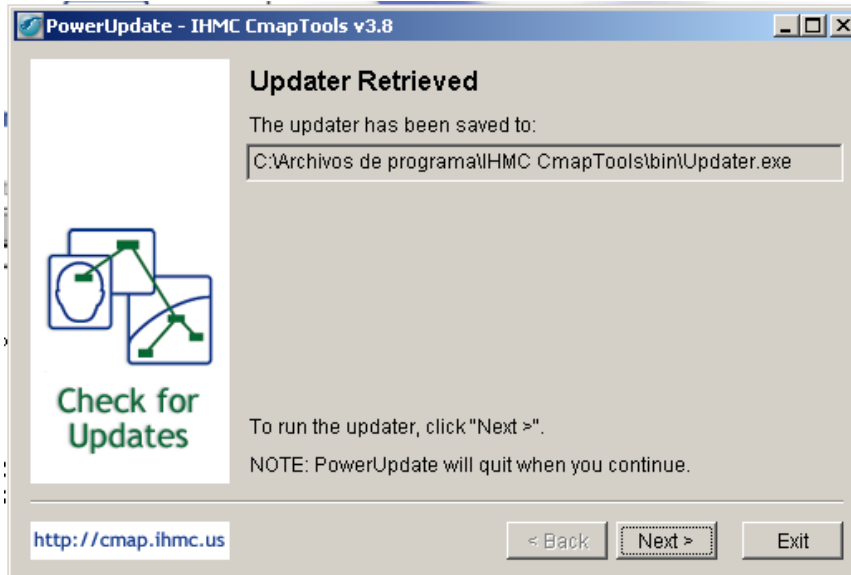 PowerUpdate - IHMC CmapTools v3.8
Updater Retrieved
The updater has been saved to:
C:\Archivos de programa\IHMC CmapTools\bin\Updater.exe
Check for
Updates
To run the updater, click "Next >".
NOTE: PowerUpdate will quit when you continue.
http://cmap.ihmc.us
< Back
Next >
Exit